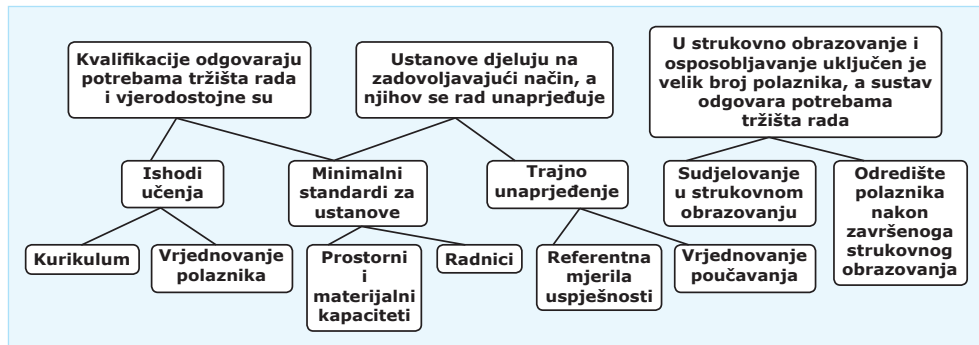 Kvalifikacije odgovaraju
potrebama tržišta rada
i vjerodostojne su
Ustanove djeluju na
zadovoljavajući način, a
njihov se rad unaprjeđuje
U strukovno obrazovanje i
osposobljavanje uključen je
velik broj polaznika, a sustav
odgovara potrebama
tržišta rada
Ishodi
učenja
Minimalni
standardi za
ustanove
Trajno
unaprjeđenje
Sudjelovanje
u strukovnom
obrazovanju
Odredište
polaznika
nakon
završenoga
strukovnog
obrazovanja
Kurikulum
Vrjednovanje
polaznika
Prostorni
i
materijalni
kapaciteti
Radnici
Referentna
mjerila
uspješnosti
Vrjednovanje
poučavanja